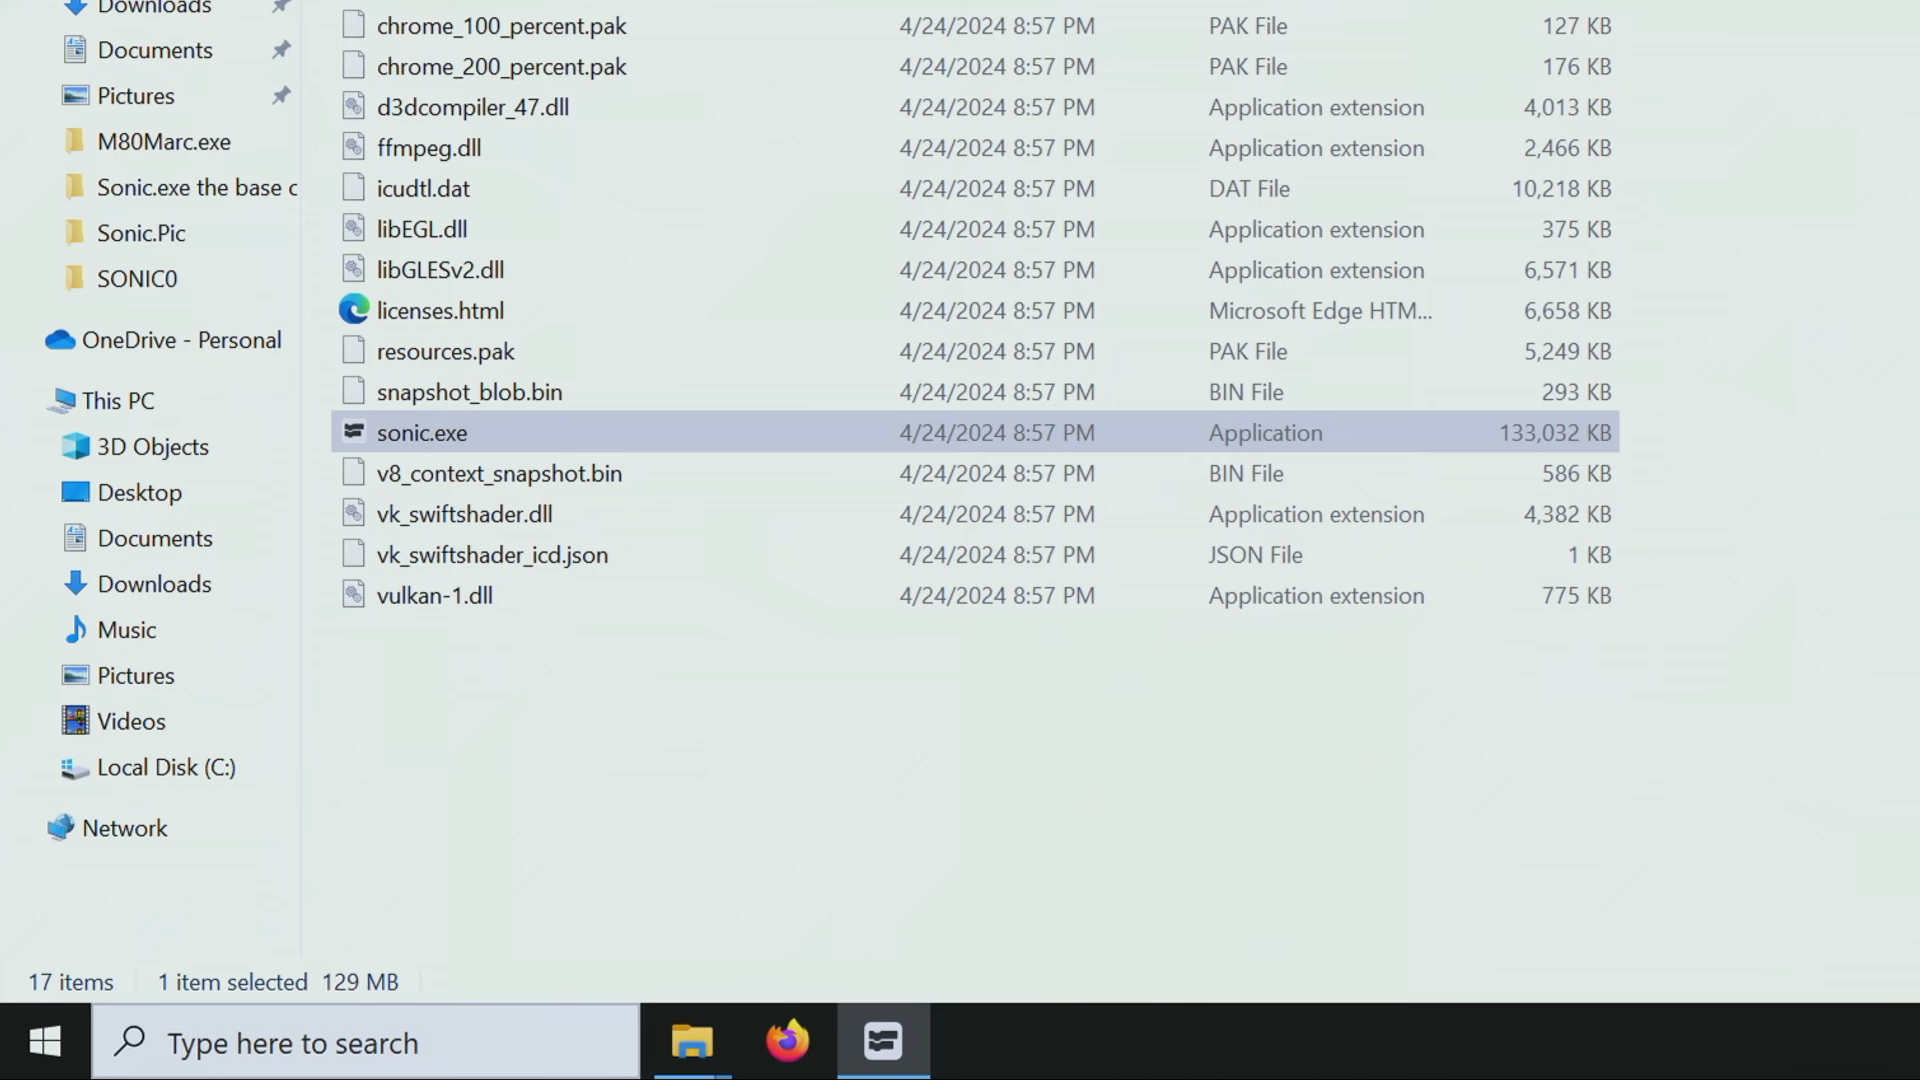 Downloads
Documents
Pictures
M80Marc.exe
Sonic.exe the base c
Sonic.Pic
SONIC0
OneDrive - Personal
This PC
3D Objects
Desktop
Documents
Downloads
Music
Pictures
Videos
Local Disk (C:)
Network
chrome_100_percent.pak 4/24/2024 8:57 PM PAK File 127 KB
chrome_200_percent.pak 4/24/2024 8:57 PM PAK File 176 KB
d3dcompiler_47.dll 4/24/2024 8:57 PM Application extension 4,013 KB
ffmpeg.dll 4/24/2024 8:57 PM Application extension 2,466 KB
icudtl.dat 4/24/2024 8:57 PM DAT File 10,218 KB
libEGL.dll 4/24/2024 8:57 PM Application extension 375 KB
libGLESv2.dll 4/24/2024 8:57 PM Application extension 6,571 KB
licenses.html 4/24/2024 8:57 PM Microsoft Edge HTM... 6,658 KB
resources.pak 4/24/2024 8:57 PM PAK File 5,249 KB
snapshot_blob.bin 4/24/2024 8:57 PM BIN File 293 KB
sonic.exe 4/24/2024 8:57 PM Application 133,032 KB
v8_context_snapshot.bin 4/24/2024 8:57 PM BIN File 586 KB
vk_swiftshader.dll 4/24/2024 8:57 PM Application extension 4,382 KB
vk_swiftshader_icd.json 4/24/2024 8:57 PM JSON File 1 KB
vulkan-1.dll 4/24/2024 8:57 PM Application extension 775 KB
17 items 1 item selected 129 MB
Type here to search